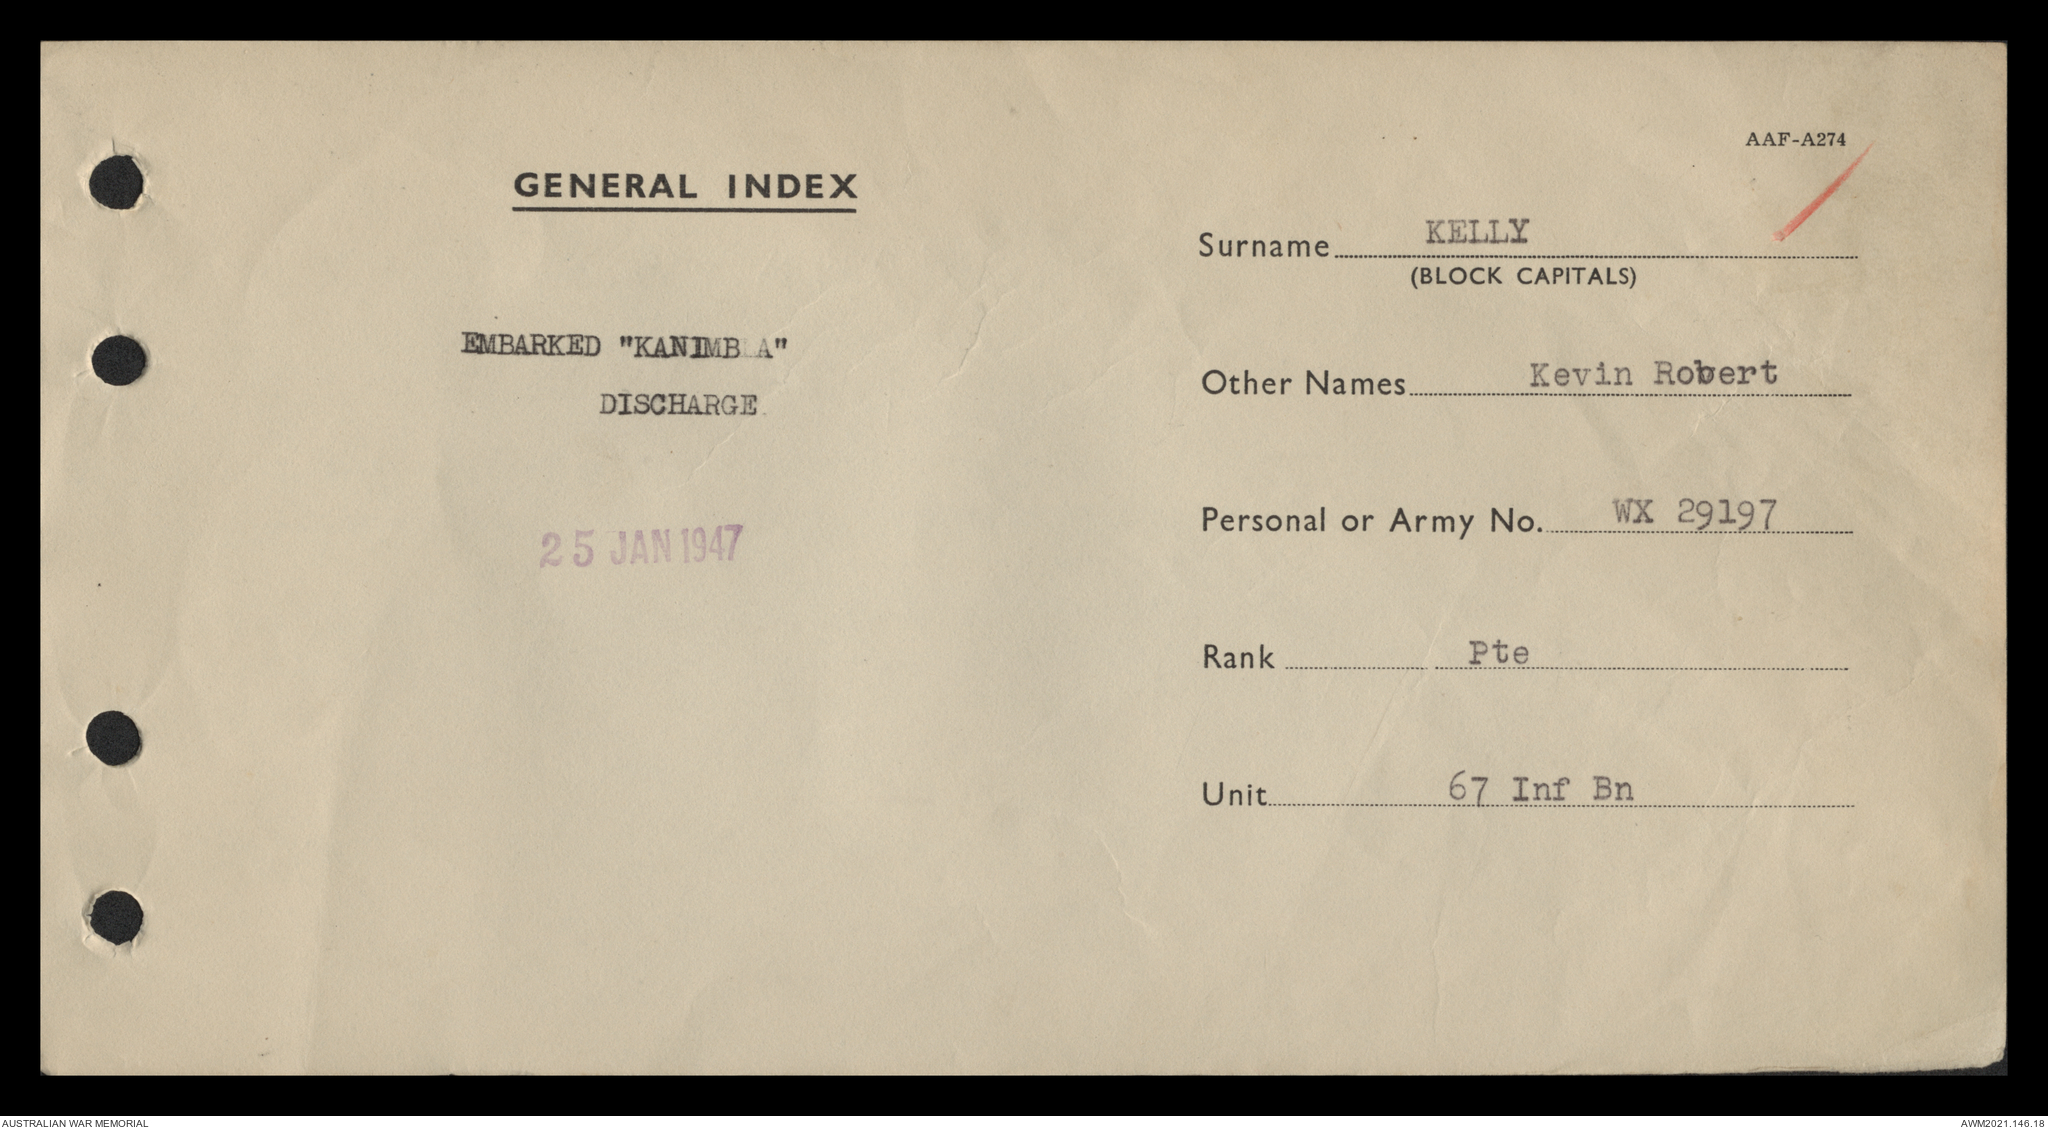 AAF-A274
GENERAL INDEX
EMBARKED "KANIMBLA"
DISCHARGE
25 JAN 1947
Surname KELLY
(BLOCK CAPITALS)
Other Names Kevin Robert
Personal or Army No. WX 29197
Rank Pte
Unit 67 Inf Bn
AUSTRALIAN WAR MEMORIAL
AWM2021.146.18